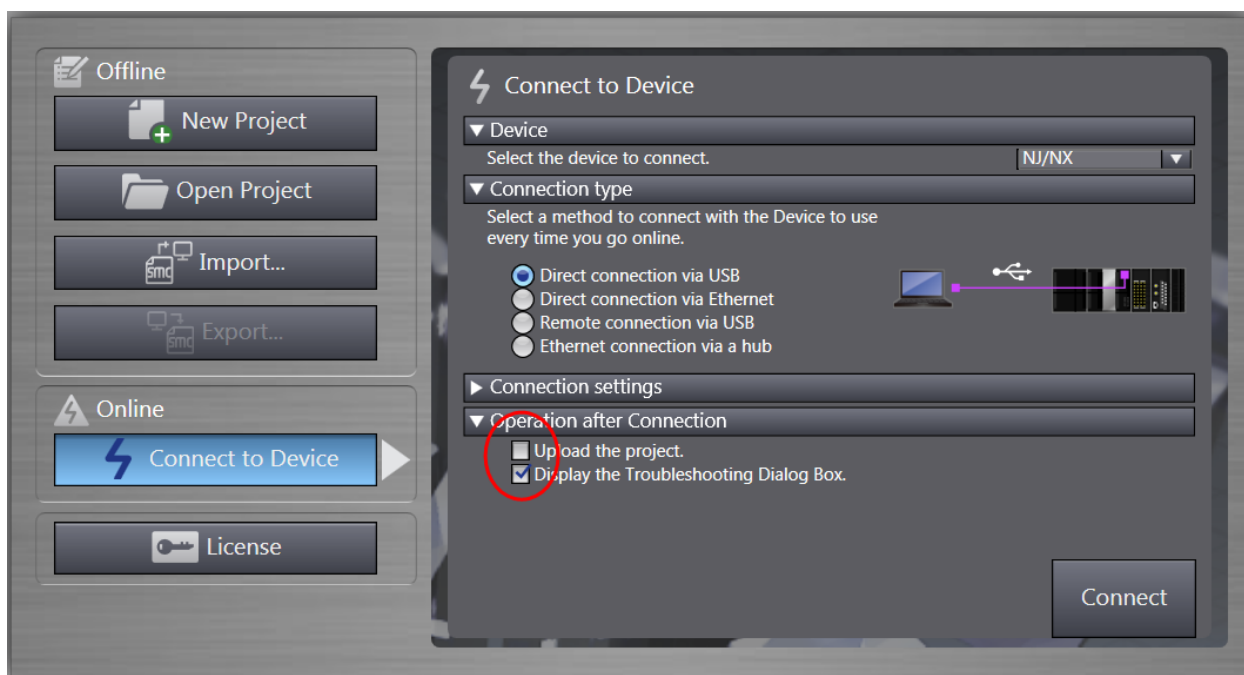 Offline
New Project
Open Project
smc
Import...
smc
Export...
Online
Connect to Device
License
Connect to Device
Device
Select the device to connect.
NJ/NX
Connection type
Select a method to connect with the Device to use
every time you go online.
Direct connection via USB
Direct connection via Ethernet
Remote connection via USB
Ethernet connection via a hub
Connection settings
Operation after Connection
Upload the project.
Display the Troubleshooting Dialog Box.
Connect